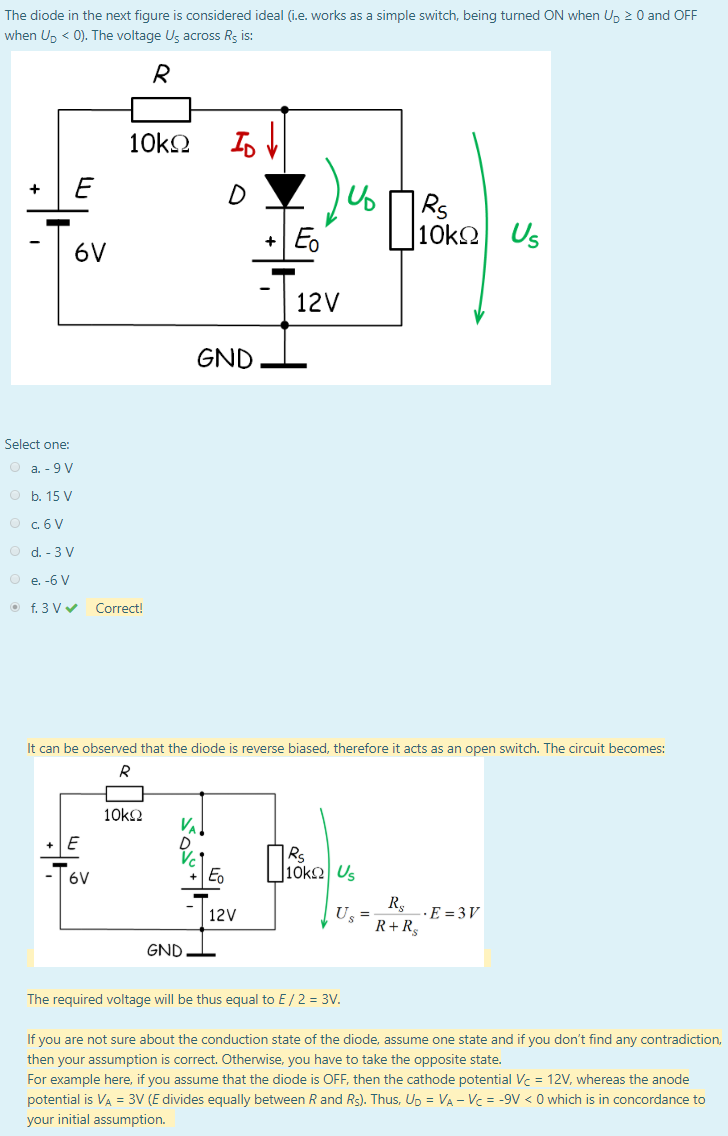 The diode in the next figure is considered ideal (i.e. works as a simple switch, being turned ON when U_D ≥ 0 and OFF
when U_D < 0). The voltage U_S across R_S is:
R
10kΩ
I_D
+ E
D
U_D
R_S
10kΩ
U_S
+ E_0
-
6V
-
12V
GND
Select one:
a. - 9 V
b. 15 V
c. 6 V
d. - 3 V
e. -6 V
f. 3 V ✔ Correct!
It can be observed that the diode is reverse biased, therefore it acts as an open switch. The circuit becomes:
R
10kΩ
V_A
+ E
D
V_C
R_S
10kΩ
U_S
- 6V
+ E_0
-
12V
U_S = R_S / (R + R_S) · E = 3V
GND
The required voltage will be thus equal to E / 2 = 3V.
If you are not sure about the conduction state of the diode, assume one state and if you don't find any contradiction,
then your assumption is correct. Otherwise, you have to take the opposite state.
For example here, if you assume that the diode is OFF, then the cathode potential V_C = 12V, whereas the anode
potential is V_A = 3V (E divides equally between R and R_S). Thus, U_D = V_A – V_C = -9V < 0 which is in concordance to
your initial assumption.